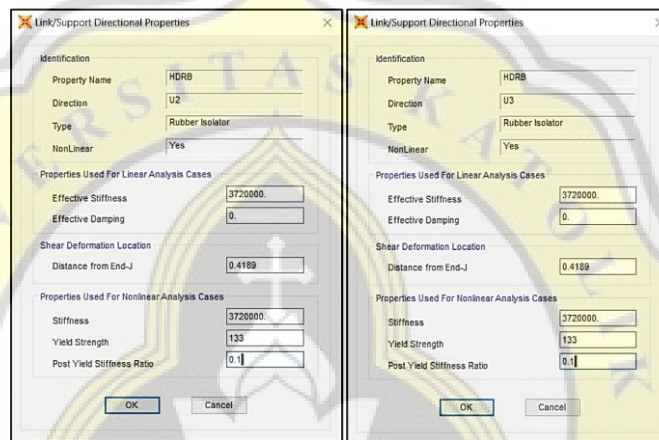 Link/Support Directional Properties
Identification
Property Name HDRB
Direction U2
Type Rubber Isolator
NonLinear Yes
Properties Used For Linear Analysis Cases
Effective Stiffness 3720000.
Effective Damping 0.
Shear Deformation Location
Distance from End-J 0.4189
Properties Used For Nonlinear Analysis Cases
Stiffness 3720000.
Yield Strength 133
Post Yield Stiffness Ratio 0.1
OK Cancel
Link/Support Directional Properties
Identification
Property Name HDRB
Direction U3
Type Rubber Isolator
NonLinear Yes
Properties Used For Linear Analysis Cases
Effective Stiffness 3720000.
Effective Damping 0.
Shear Deformation Location
Distance from End-J 0.4189
Properties Used For Nonlinear Analysis Cases
Stiffness 3720000.
Yield Strength 133
Post Yield Stiffness Ratio 0.1
OK Cancel